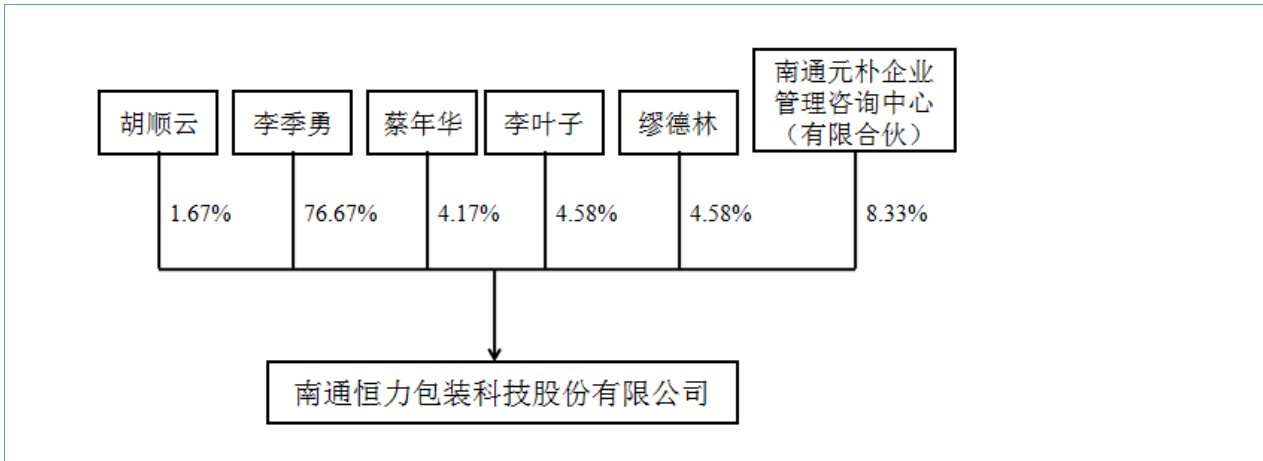 南通元朴企业
管理咨询中心
（有限合伙）
胡顺云
李季勇
蔡年华
李叶子
缪德林
1.67%
76.67%
4.17%
4.58%
4.58%
8.33%
南通恒力包装科技股份有限公司